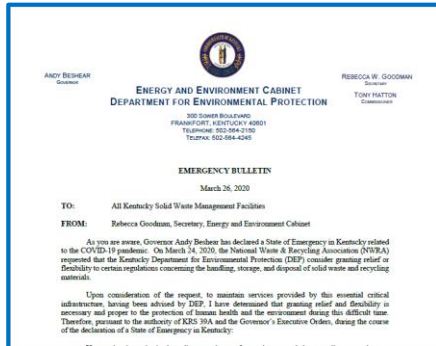 ANDY BESHEAR
GOVERNOR
REBECCA W. GOODMAN
SECRETARY
TONY HATTON
COMMISSIONER
ENERGY AND ENVIRONMENT CABINET
DEPARTMENT FOR ENVIRONMENTAL PROTECTION
300 SOWER BOULEVARD
FRANKFORT, KENTUCKY 40601
TELEPHONE: 502-564-2150
TELEFAX: 502-564-4245
EMERGENCY BULLETIN
March 26, 2020
TO: All Kentucky Solid Waste Management Facilities
FROM: Rebecca Goodman, Secretary, Energy and Environment Cabinet
As you are aware, Governor Andy Beshear has declared a State of Emergency in Kentucky related
to the COVID-19 pandemic. On March 24, 2020, the National Waste & Recycling Association (NWRA)
requested that the Kentucky Department for Environmental Protection (DEP) consider granting relief or
flexibility to certain regulations concerning the handling, storage, and disposal of solid waste and recycling
materials.
Upon consideration of the request, to maintain services provided by this essential critical
infrastructure, having been advised by DEP, I have determined that granting relief and flexibility is
necessary and proper to the protection of human health and the environment during this difficult time.
Therefore, pursuant to the authority of KRS 39A and the Governor's Executive Orders, during the course
of the declaration of a State of Emergency in Kentucky: